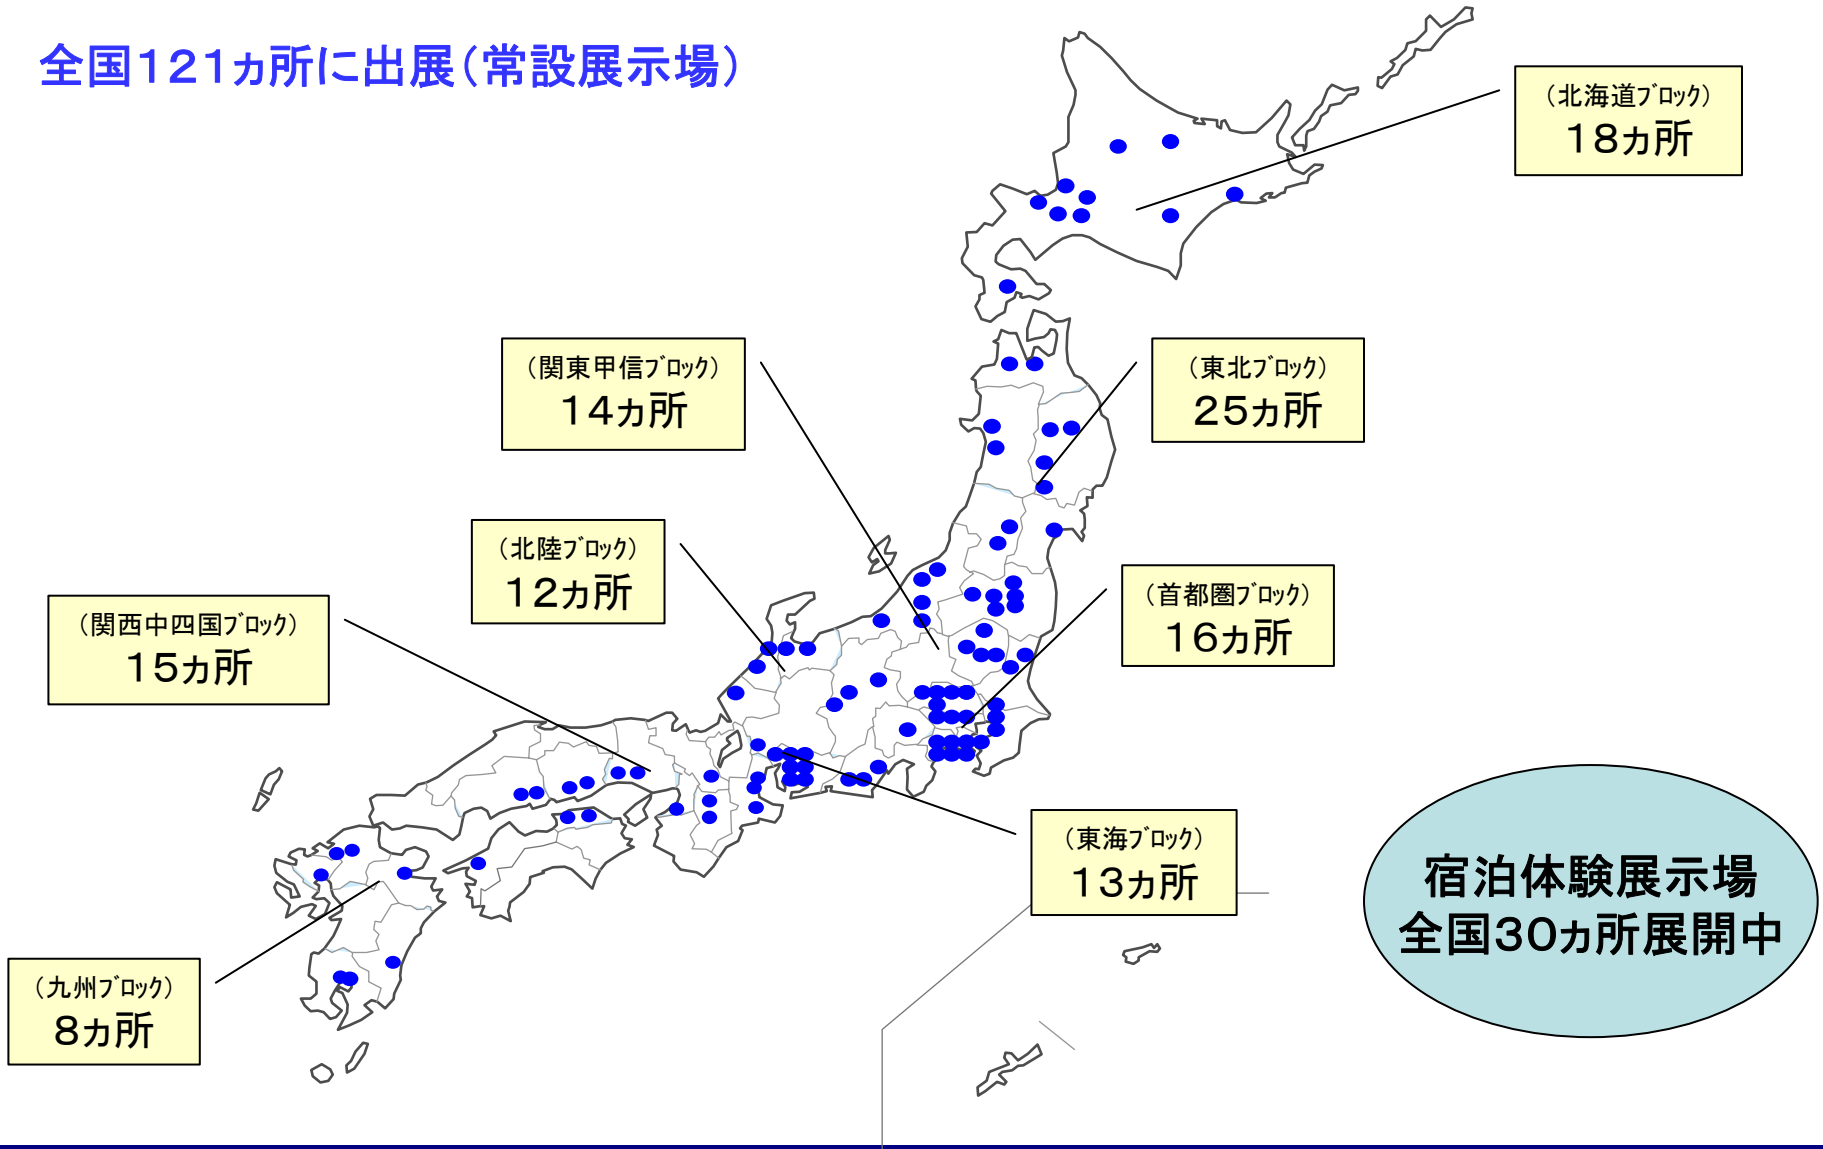 全国121ヵ所に出展（常設展示場）
（北海道ﾌﾞﾛｯｸ）
18ヵ所
（関東甲信ﾌﾞﾛｯｸ）
14ヵ所
（東北ﾌﾞﾛｯｸ）
25ヵ所
（北陸ﾌﾞﾛｯｸ）
12ヵ所
（首都圏ﾌﾞﾛｯｸ）
16ヵ所
（関西中四国ﾌﾞﾛｯｸ）
15ヵ所
（東海ﾌﾞﾛｯｸ）
13ヵ所
宿泊体験展示場
全国30ヵ所展開中
（九州ﾌﾞﾛｯｸ）
8ヵ所